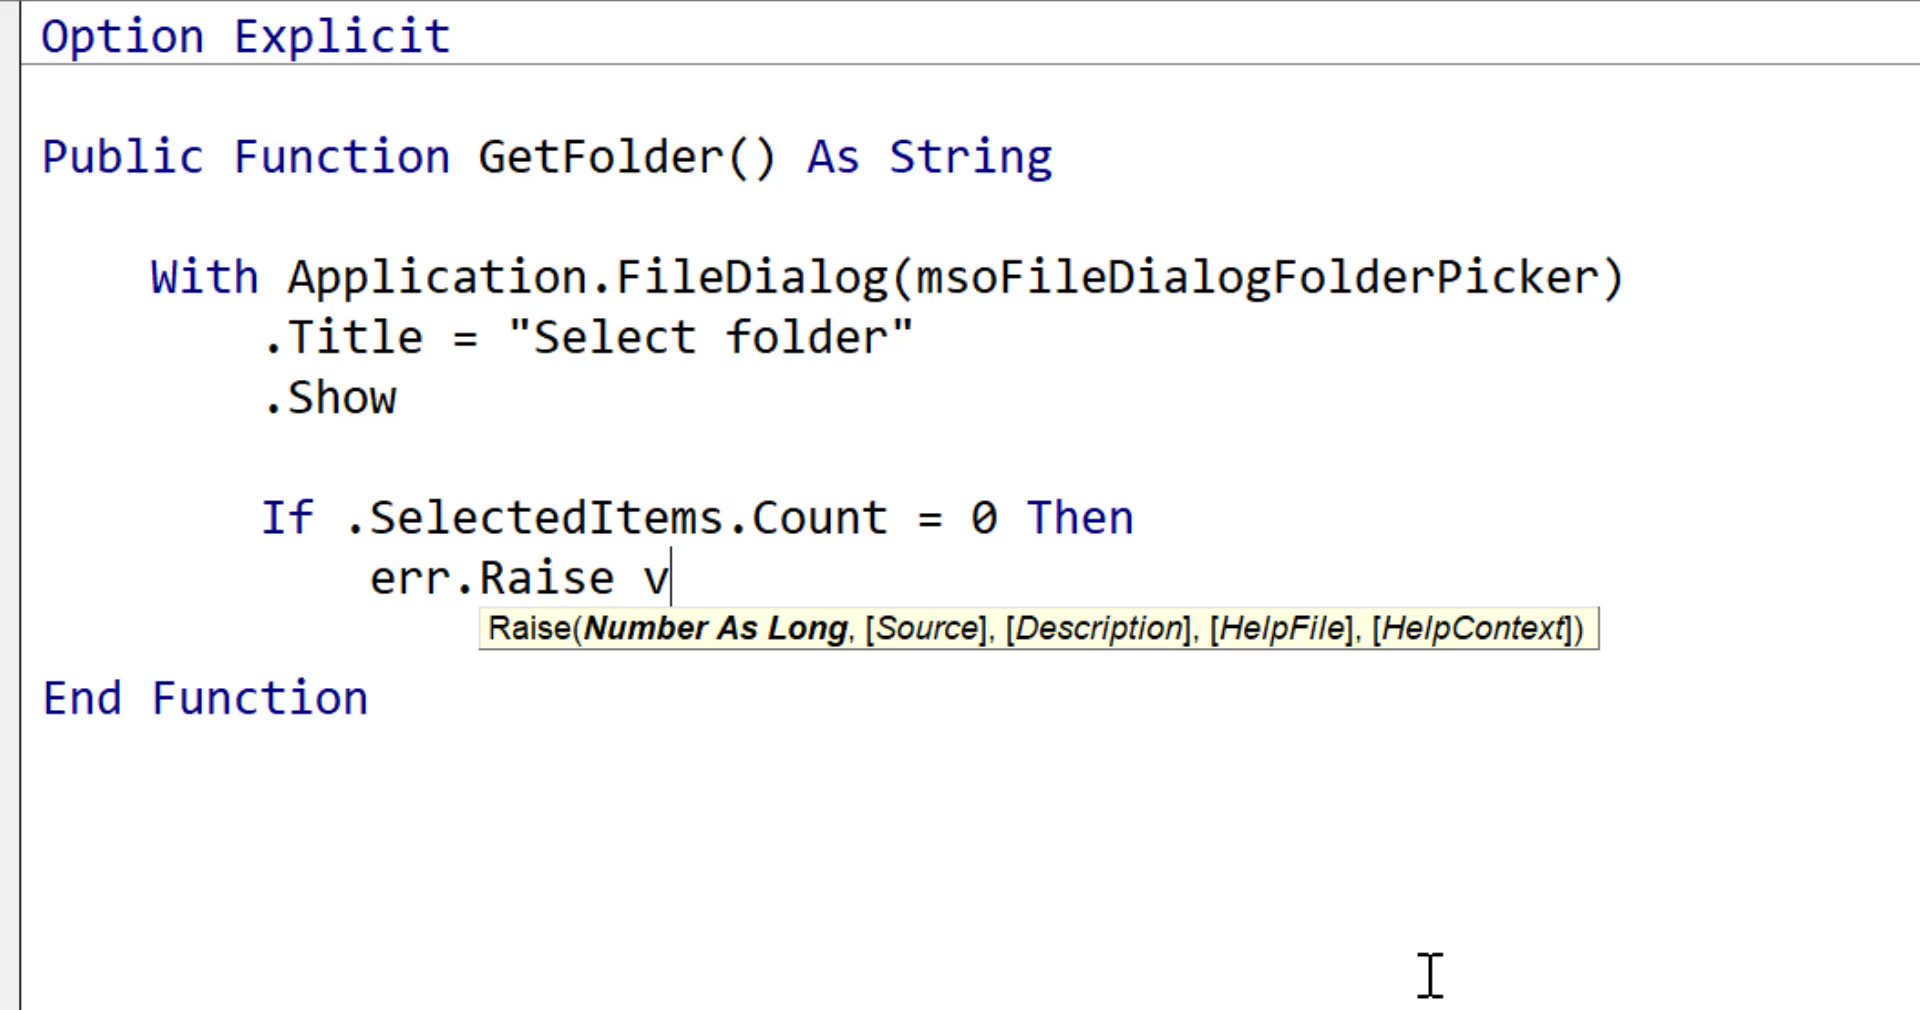 Option Explicit
Public Function GetFolder() As String
With Application.FileDialog(msoFileDialogFolderPicker)
.Title = "Select folder"
.Show
If .SelectedItems.Count = 0 Then
err.Raise v
Raise(Number As Long, [Source], [Description], [HelpFile], [HelpContext])
End Function